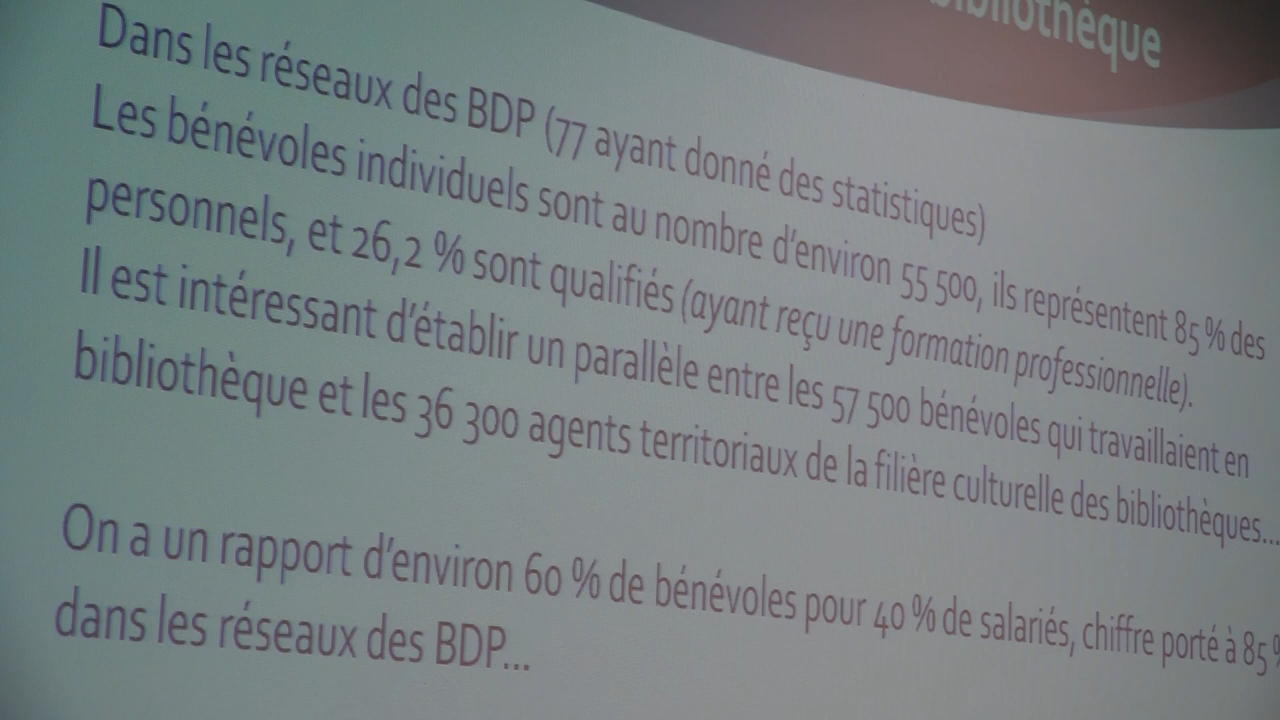 bibliothèque
Dans les réseaux des BDP (77 ayant donné des statistiques)
Les bénévoles individuels sont au nombre d'environ 55 500, ils représentent 85 % des
personnels, et 26,2 % sont qualifiés (ayant reçu une formation professionnelle).
Il est intéressant d'établir un parallèle entre les 57 500 bénévoles qui travaillaient en
bibliothèque et les 36 300 agents territoriaux de la filière culturelle des bibliothèques...
On a un rapport d'environ 60 % de bénévoles pour 40 % de salariés, chiffre porté à 85 %
dans les réseaux des BDP...